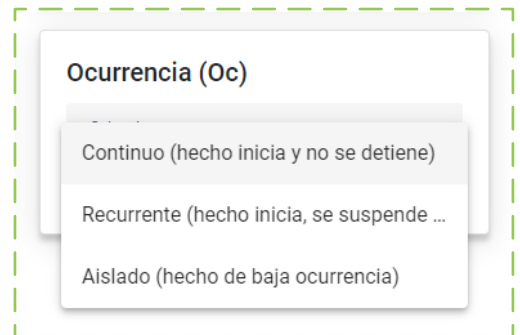 Ocurrencia (Oc)
Continuo (hecho inicia y no se detiene)
Recurrente (hecho inicia, se suspende ...
Aislado (hecho de baja ocurrencia)